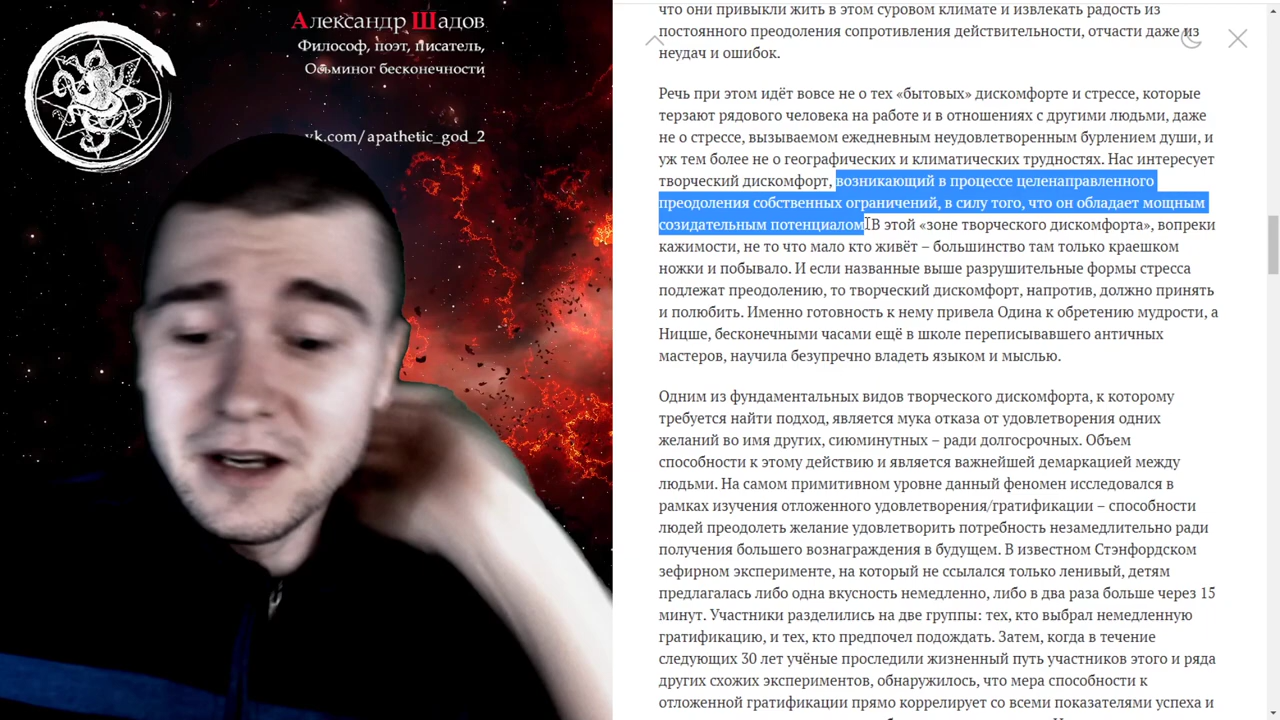 Александр Шадов
Философ, поэт, писатель,
Осьминог бесконечности
vk.com/apathetic_god_2
что они привыкли жить в этом суровом климате и извлекать радость из
постоянного преодоления сопротивления действительности, отчасти даже из
неудач и ошибок.
Речь при этом идёт вовсе не о тех «бытовых» дискомфорте и стрессе, которые
терзают рядового человека на работе и в отношениях с другими людьми, даже
не о стрессе, вызываемом ежедневным неудовлетворенным бурлением души, и
уж тем более не о географических и климатических трудностях. Нас интересует
творческий дискомфорт, возникающий в процессе целенаправленного
преодоления собственных ограничений, в силу того, что он обладает мощным
созидательным потенциалом. В этой «зоне творческого дискомфорта», вопреки
кажимости, не то что мало кто живёт – большинство там только краешком
ножки и побывало. И если названные выше разрушительные формы стресса
подлежат преодолению, то творческий дискомфорт, напротив, должно принять
и полюбить. Именно готовность к нему привела Одина к обретению мудрости, а
Ницше, бесконечными часами ещё в школе переписывавшего античных
мастеров, научила безупречно владеть языком и мыслью.
Одним из фундаментальных видов творческого дискомфорта, к которому
требуется найти подход, является мука отказа от удовлетворения одних
желаний во имя других, сиюминутных – ради долгосрочных. Объем
способности к этому действию и является важнейшей демаркацией между
людьми. На самом примитивном уровне данный феномен исследовался в
рамках изучения отложенного удовлетворения/гратификации – способности
людей преодолеть желание удовлетворить потребность незамедлительно ради
получения большего вознаграждения в будущем. В известном Стэнфордском
зефирном эксперименте, на который не ссылался только ленивый, детям
предлагалась либо одна вкусность немедленно, либо в два раза больше через 15
минут. Участники разделились на две группы: тех, кто выбрал немедленную
гратификацию, и тех, кто предпочел подождать. Затем, когда в течение
следующих 30 лет учёные проследили жизненный путь участников этого и ряда
других схожих экспериментов, обнаружилось, что мера способности к
отложенной гратификации прямо коррелирует со всеми показателями успеха и